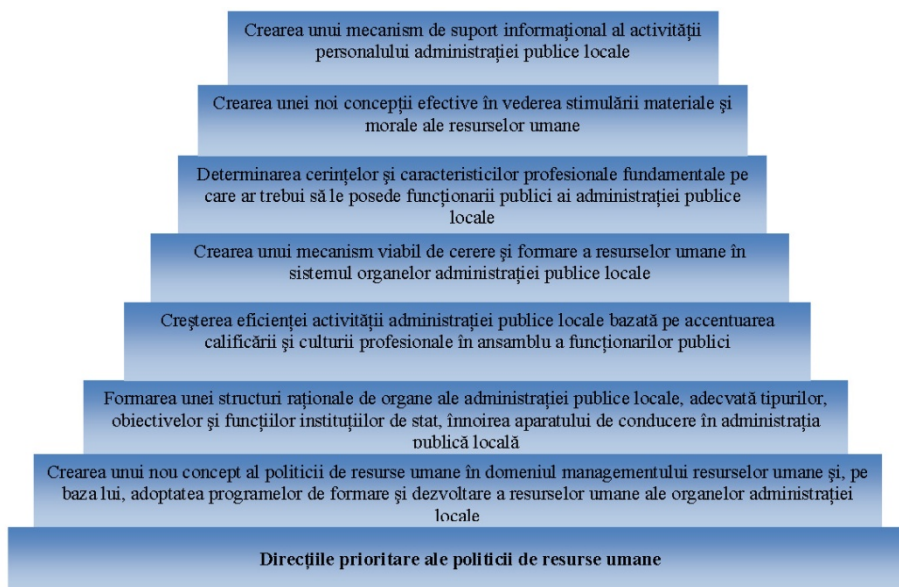 Crearea unui mecanism de suport informațional al activității
personalului administrației publice locale
Crearea unei noi concepții efective în vederea stimulării materiale și
morale ale resurselor umane
Determinarea cerințelor și caracteristicilor profesionale fundamentale pe
care ar trebui să le posede funcționarii publici ai administrației publice
locale
Crearea unui mecanism viabil de cerere și formare a resurselor umane în
sistemul organelor administrației publice locale
Creșterea eficienței activității administrației publice locale bazată pe accentuarea
calificării și culturii profesionale în ansamblu a funcționarilor publici
Formarea unei structuri raționale de organe ale administrației publice locale, adecvată tipurilor,
obiectivelor și funcțiilor instituțiilor de stat, înnoirea aparatului de conducere în administrația
publică locală
Crearea unui nou concept al politicii de resurse umane în domeniul managementului resurselor umane și, pe
baza lui, adoptatea programelor de formare și dezvoltare a resurselor umane ale organelor administrației
locale
Direcțiile prioritare ale politicii de resurse umane